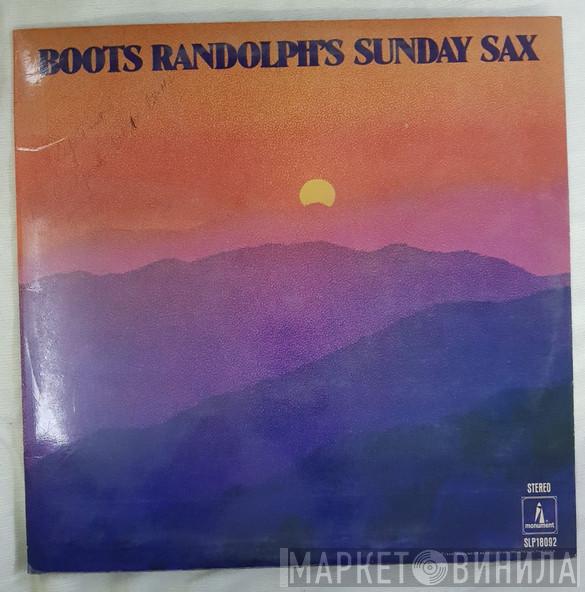 BOOTS RANDOLPH'S SUNDAY SAX
STEREO
monument
SLP18092
МАРКЕТ ВИНИЛА